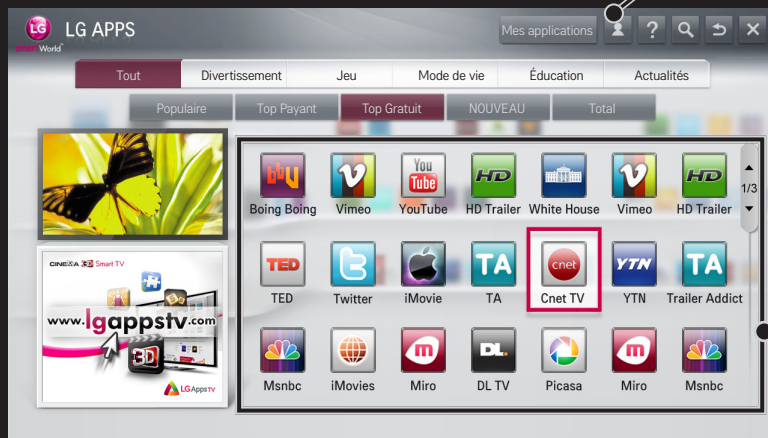 LG LG APPS
SMART World™
Mes applications
?
Tout Divertissement Jeu Mode de vie Éducation Actualités
Populaire Top Payant Top Gratuit NOUVEAU Total
bbU You Tube HD HD
Boing Boing Vimeo YouTube HD Trailer White House Vimeo HD Trailer
1/3
CINEMA 3D Smart TV
www.lgappstv.com
3D
LG Apps TV
TED TA cnet YTN TA
TED Twitter iMovie TA Cnet TV YTN Trailer Addict
m DL. m
Msnbc iMovies Miro DL TV Picasa Miro Msnbc